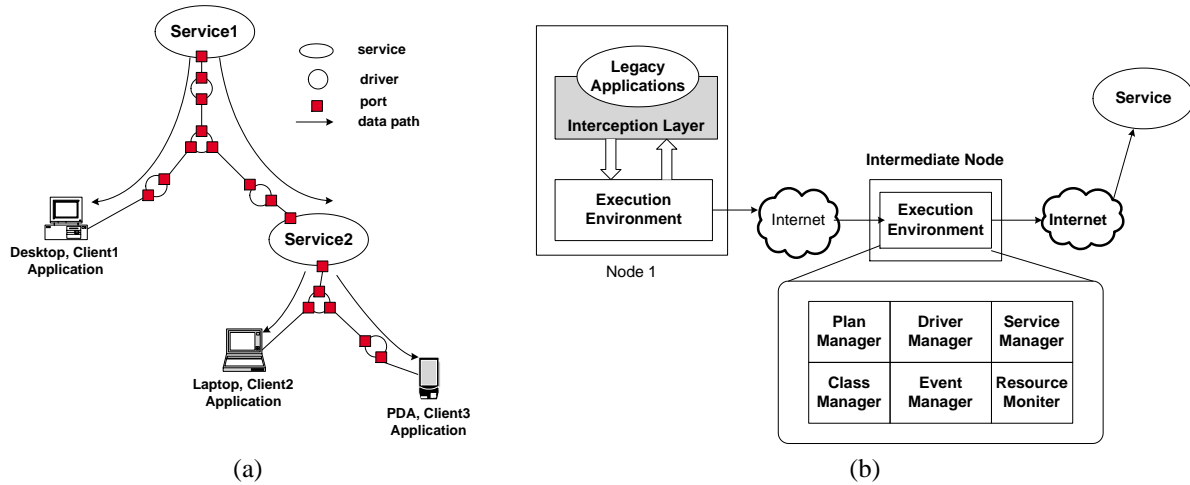 Service1
service
driver
port
data path
Desktop, Client1
Application
Service2
Laptop, Client2
Application
PDA, Client3
Application
(a)
Legacy
Applications
Interception Layer
Execution
Environment
Node 1
Internet
Intermediate Node
Execution
Environment
Internet
Service
Plan
Manager
Driver
Manager
Service
Manager
Class
Manager
Event
Manager
Resource
Moniter
(b)